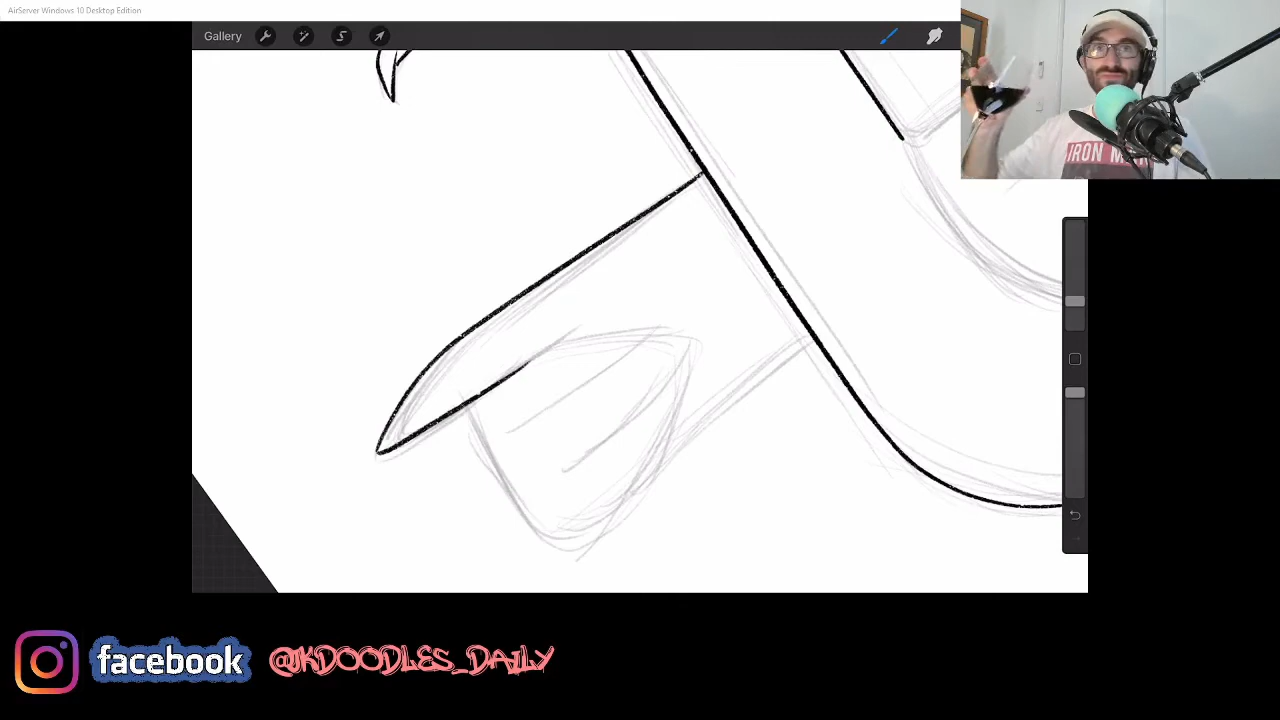 AirServer Windows 10 Desktop Edition
Gallery
IRON M
facebook
@JKDOODLES_DAILY